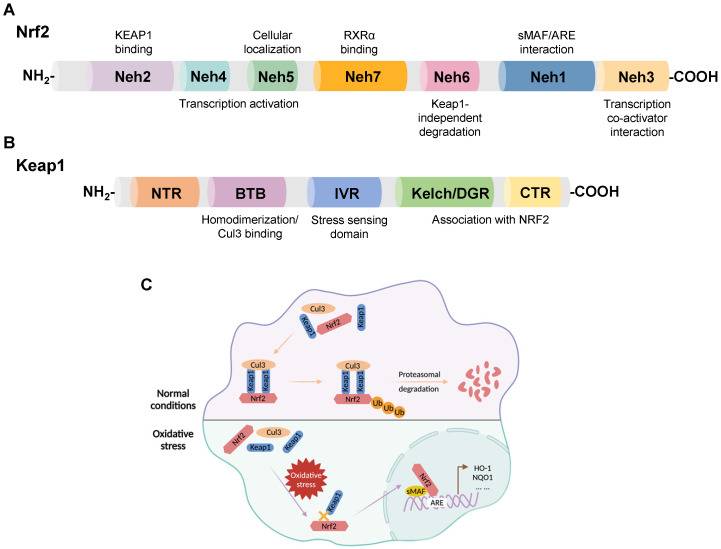 A
Nrf2
KEAP1
binding
Cellular
localization
RXRα
binding
sMAF/ARE
interaction
NH2-
Neh2
Neh4
Neh5
Neh7
Neh6
Neh1
Neh3
-COOH
Transcription activation
Keap1-
independent
degradation
Transcription
co-activator
interaction
B
Keap1
NH2-
NTR
BTB
IVR
Kelch/DGR
CTR
-COOH
Homodimerization/
Cul3 binding
Stress sensing
domain
Association with NRF2
C
Cul3
Keap1
Nrf2
Keap1
Cul3
Keap1
Keap1
Nrf2
Cul3
Keap1
Keap1
Nrf2
Ub
Ub
Ub
Proteasomal
degradation
Normal
conditions
Oxidative
stress
Nrf2
Cul3
Keap1
Keap1
Oxidative
stress
Keap1
Nrf2
Nrf2
sMAF
ARE
HO-1
NQO1
... ...